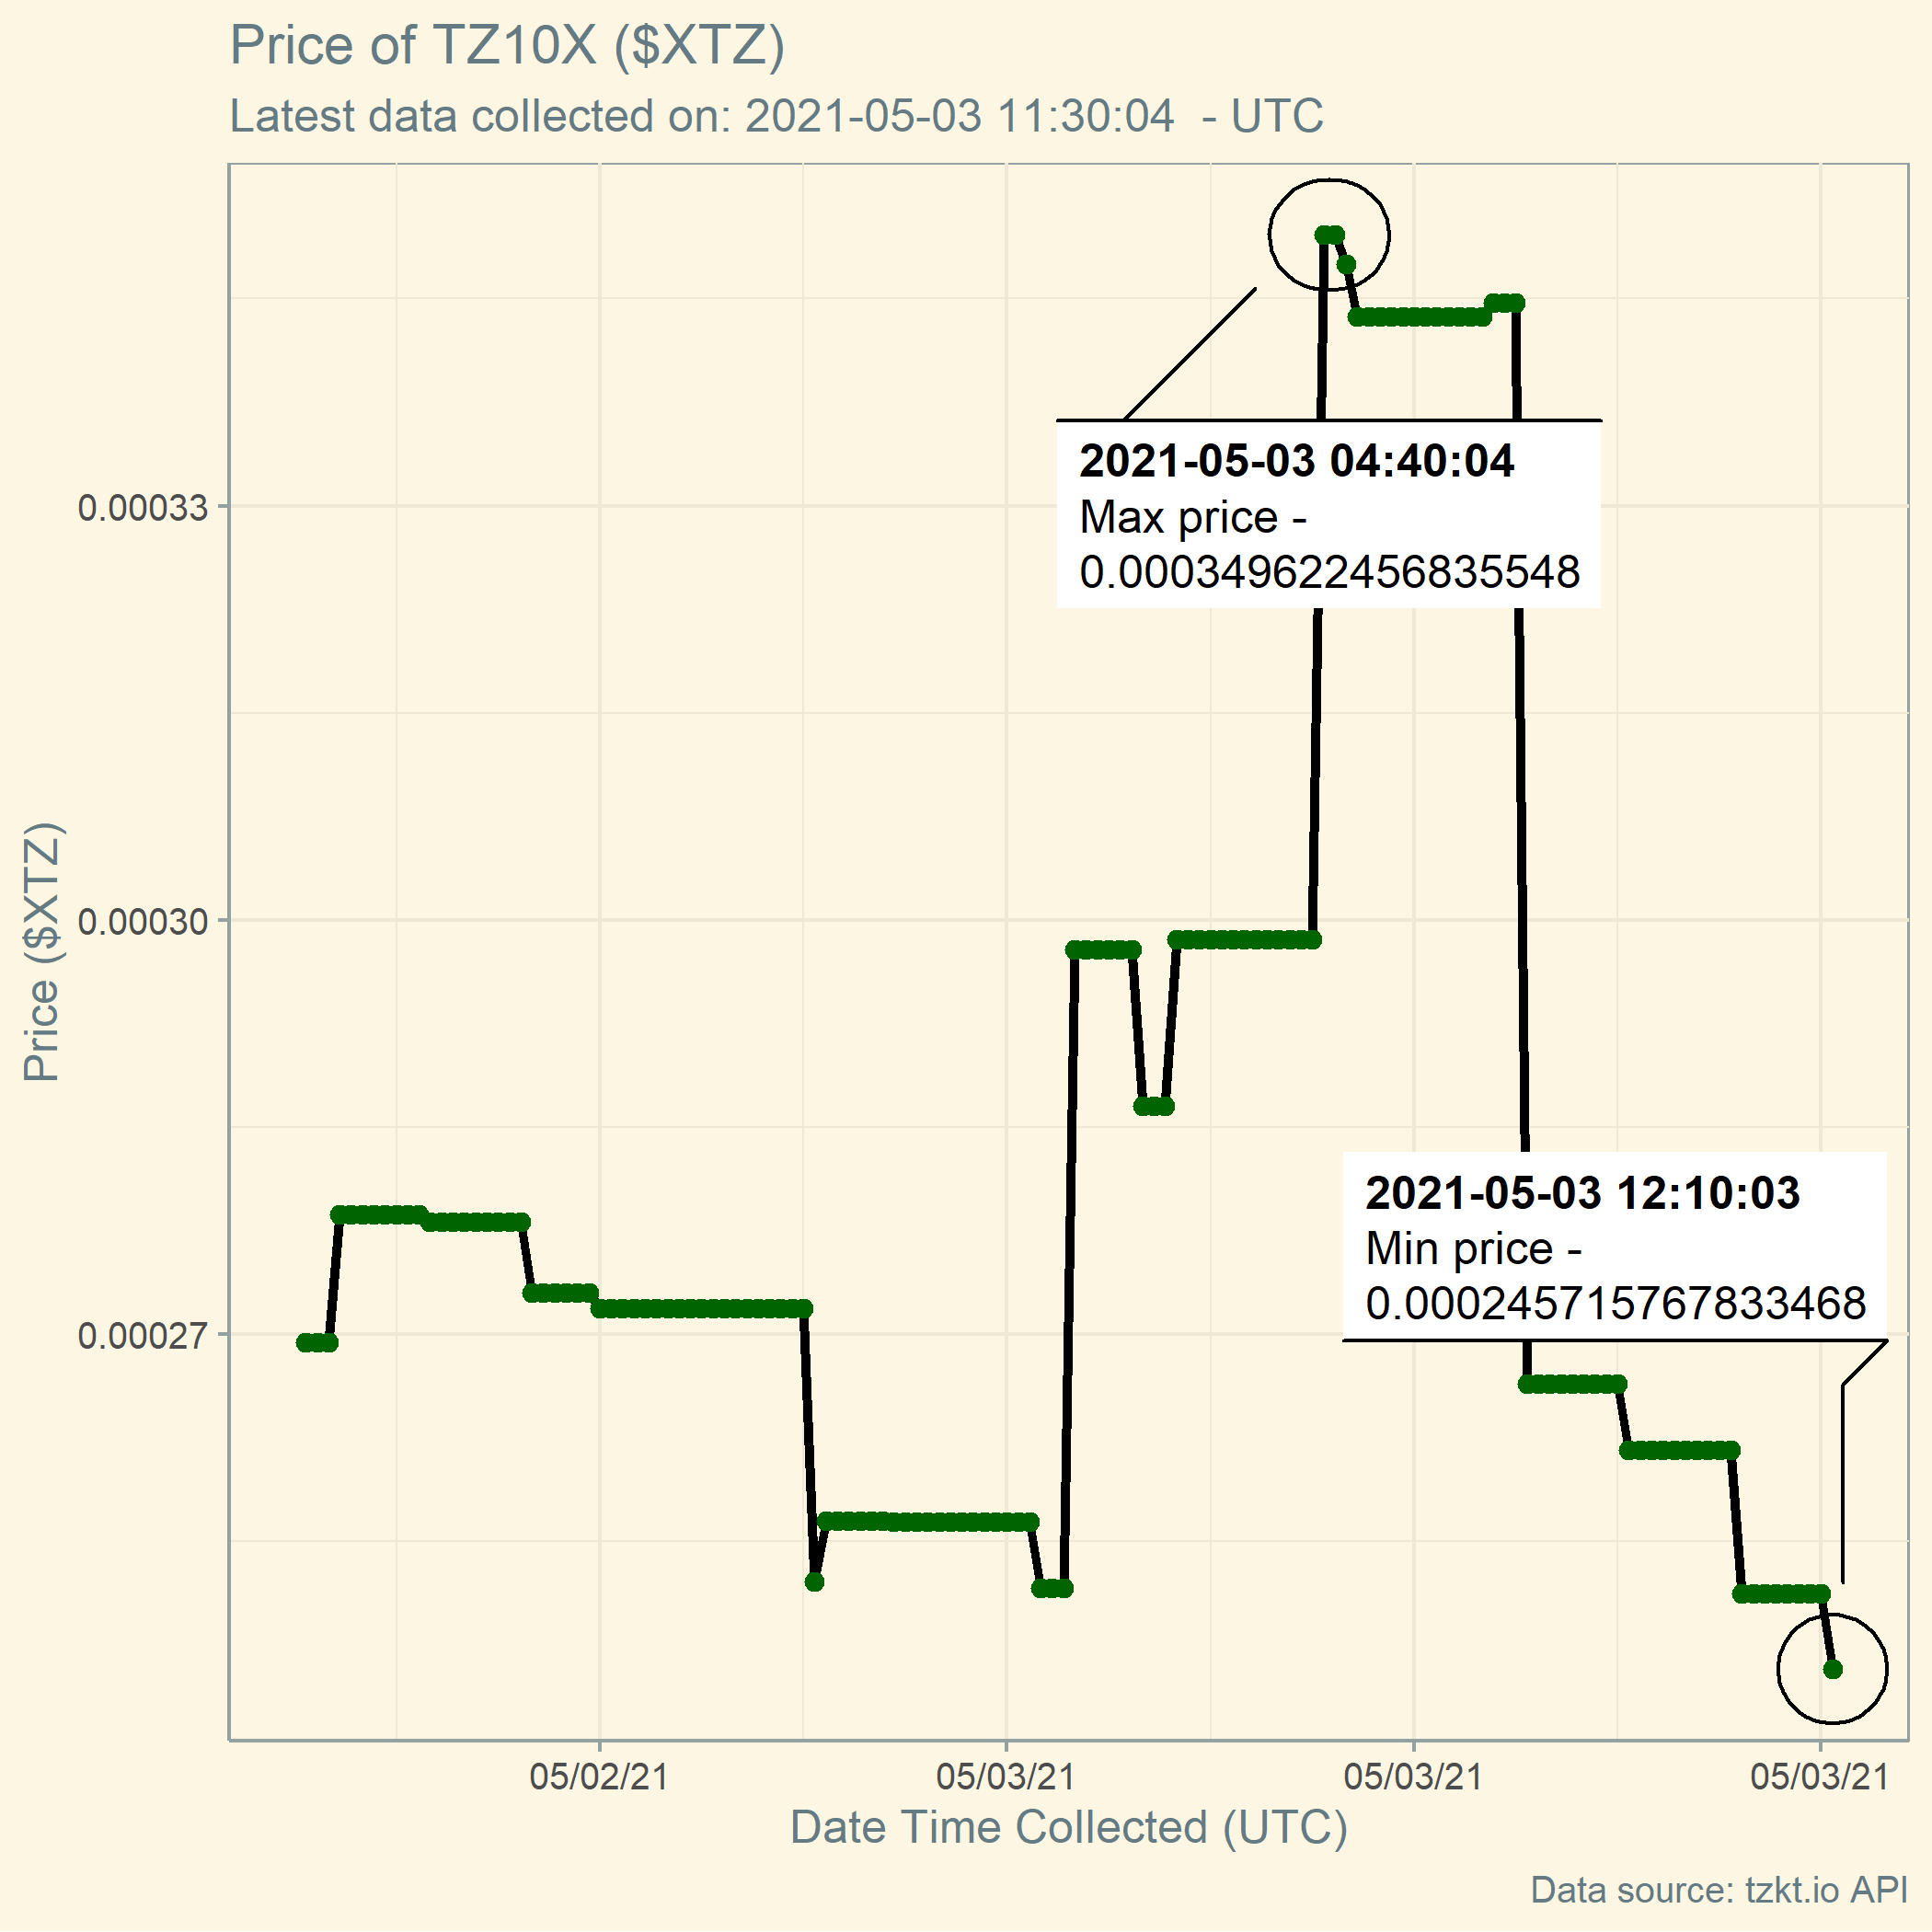 Price of TZ10X ($XTZ)
Latest data collected on: 2021-05-03 11:30:04  - UTC
2021-05-03 04:40:04
Max price -
0.000349622456835548
0.00033
0.00030
0.00027
Price ($XTZ)
2021-05-03 12:10:03
Min price -
0.000245715767833468
05/02/21
05/03/21
05/03/21
05/03/21
Date Time Collected (UTC)
Data source: tzkt.io API